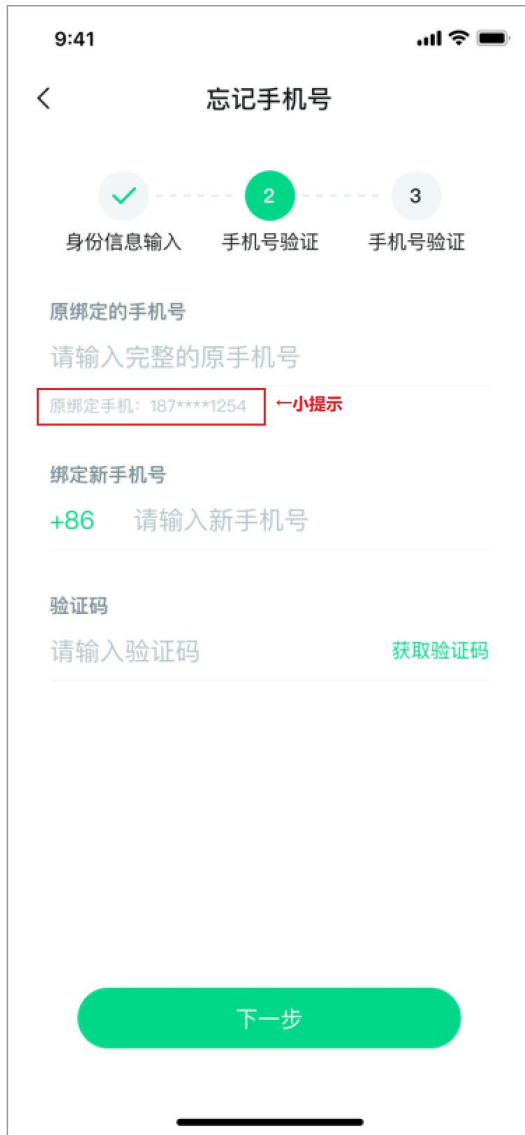 9:41
忘记手机号
2
3
身份信息输入
手机号验证
手机号验证
原绑定的手机号
请输入完整的原手机号
原绑定手机：187****1254
←小提示
绑定新手机号
+86 请输入新手机号
验证码
请输入验证码
获取验证码
下一步